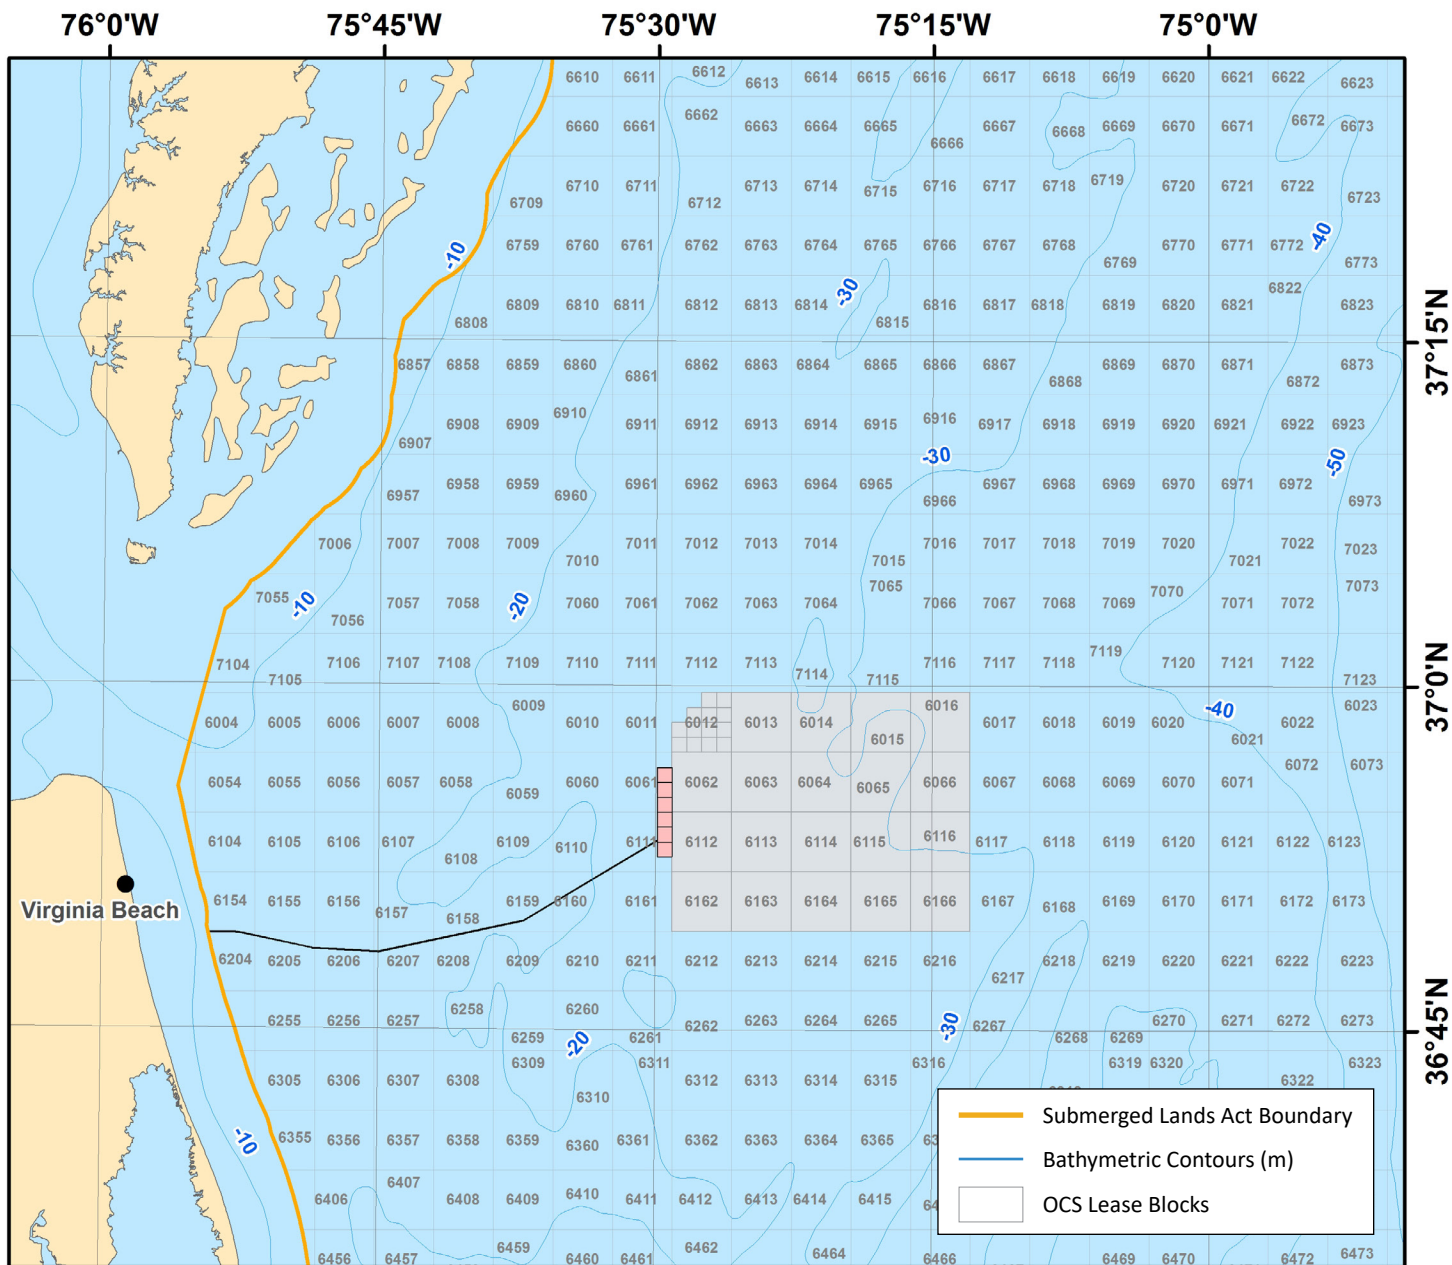 76°0'W 75°45'W 75°30'W 75°15'W 75°0'W
6610 6611 6612 6613 6614 6615 6616 6617 6618 6619 6620 6621 6622 6623
6660 6661 6662 6663 6664 6665 6666 6667 6668 6669 6670 6671 6672 6673
6709 6710 6711 6712 6713 6714 6715 6716 6717 6718 6719 6720 6721 6722 6723
-10 6759 6760 6761 6762 6763 6764 6765 6766 6767 6768 6769 6770 6771 6772 -40 6773
6808 6809 6810 6811 6812 6813 6814 -30 6815 6816 6817 6818 6819 6820 6821 6822 6823
37°15'N
6857 6858 6859 6860 6861 6862 6863 6864 6865 6866 6867 6868 6869 6870 6871 6872 6873
6907 6908 6909 6910 6911 6912 6913 6914 6915 6916 6917 6918 6919 6920 6921 6922 6923
-30 -50
6957 6958 6959 6960 6961 6962 6963 6964 6965 6966 6967 6968 6969 6970 6971 6972 6973
7006 7007 7008 7009 7010 7011 7012 7013 7014 7015 7016 7017 7018 7019 7020 7021 7022 7023
7055 -10 7056 7057 7058 -20 7060 7061 7062 7063 7064 7065 7066 7067 7068 7069 7070 7071 7072 7073
7104 7105 7106 7107 7108 7109 7110 7111 7112 7113 7114 7115 7116 7117 7118 7119 7120 7121 7122 7123
37°0'N
6004 6005 6006 6007 6008 6009 6010 6011 6012 6013 6014 6015 6016 6017 6018 6019 6020 -40 6021 6022 6023
6054 6055 6056 6057 6058 6059 6060 6061 6062 6063 6064 6065 6066 6067 6068 6069 6070 6071 6072 6073
6104 6105 6106 6107 6108 6109 6110 6111 6112 6113 6114 6115 6116 6117 6118 6119 6120 6121 6122 6123
Virginia Beach
6154 6155 6156 6157 6158 6159 6160 6161 6162 6163 6164 6165 6166 6167 6168 6169 6170 6171 6172 6173
6204 6205 6206 6207 6208 6209 6210 6211 6212 6213 6214 6215 6216 6217 6218 6219 6220 6221 6222 6223
6255 6256 6257 6258 6259 6260 6261 6262 6263 6264 6265 -30 6267 6268 6269 6270 6271 6272 6273
36°45'N
-20
6305 6306 6307 6308 6309 6310 6311 6312 6313 6314 6315 6316 6319 6320 6322 6323
-10
6355 6356 6357 6358 6359 6360 6361 6362 6363 6364 6365
6406 6407 6408 6409 6410 6411 6412 6413 6414 6415
6456 6457 6459 6460 6461 6462 6464 6466 6469 6470 6472 6473
Submerged Lands Act Boundary
Bathymetric Contours (m)
OCS Lease Blocks